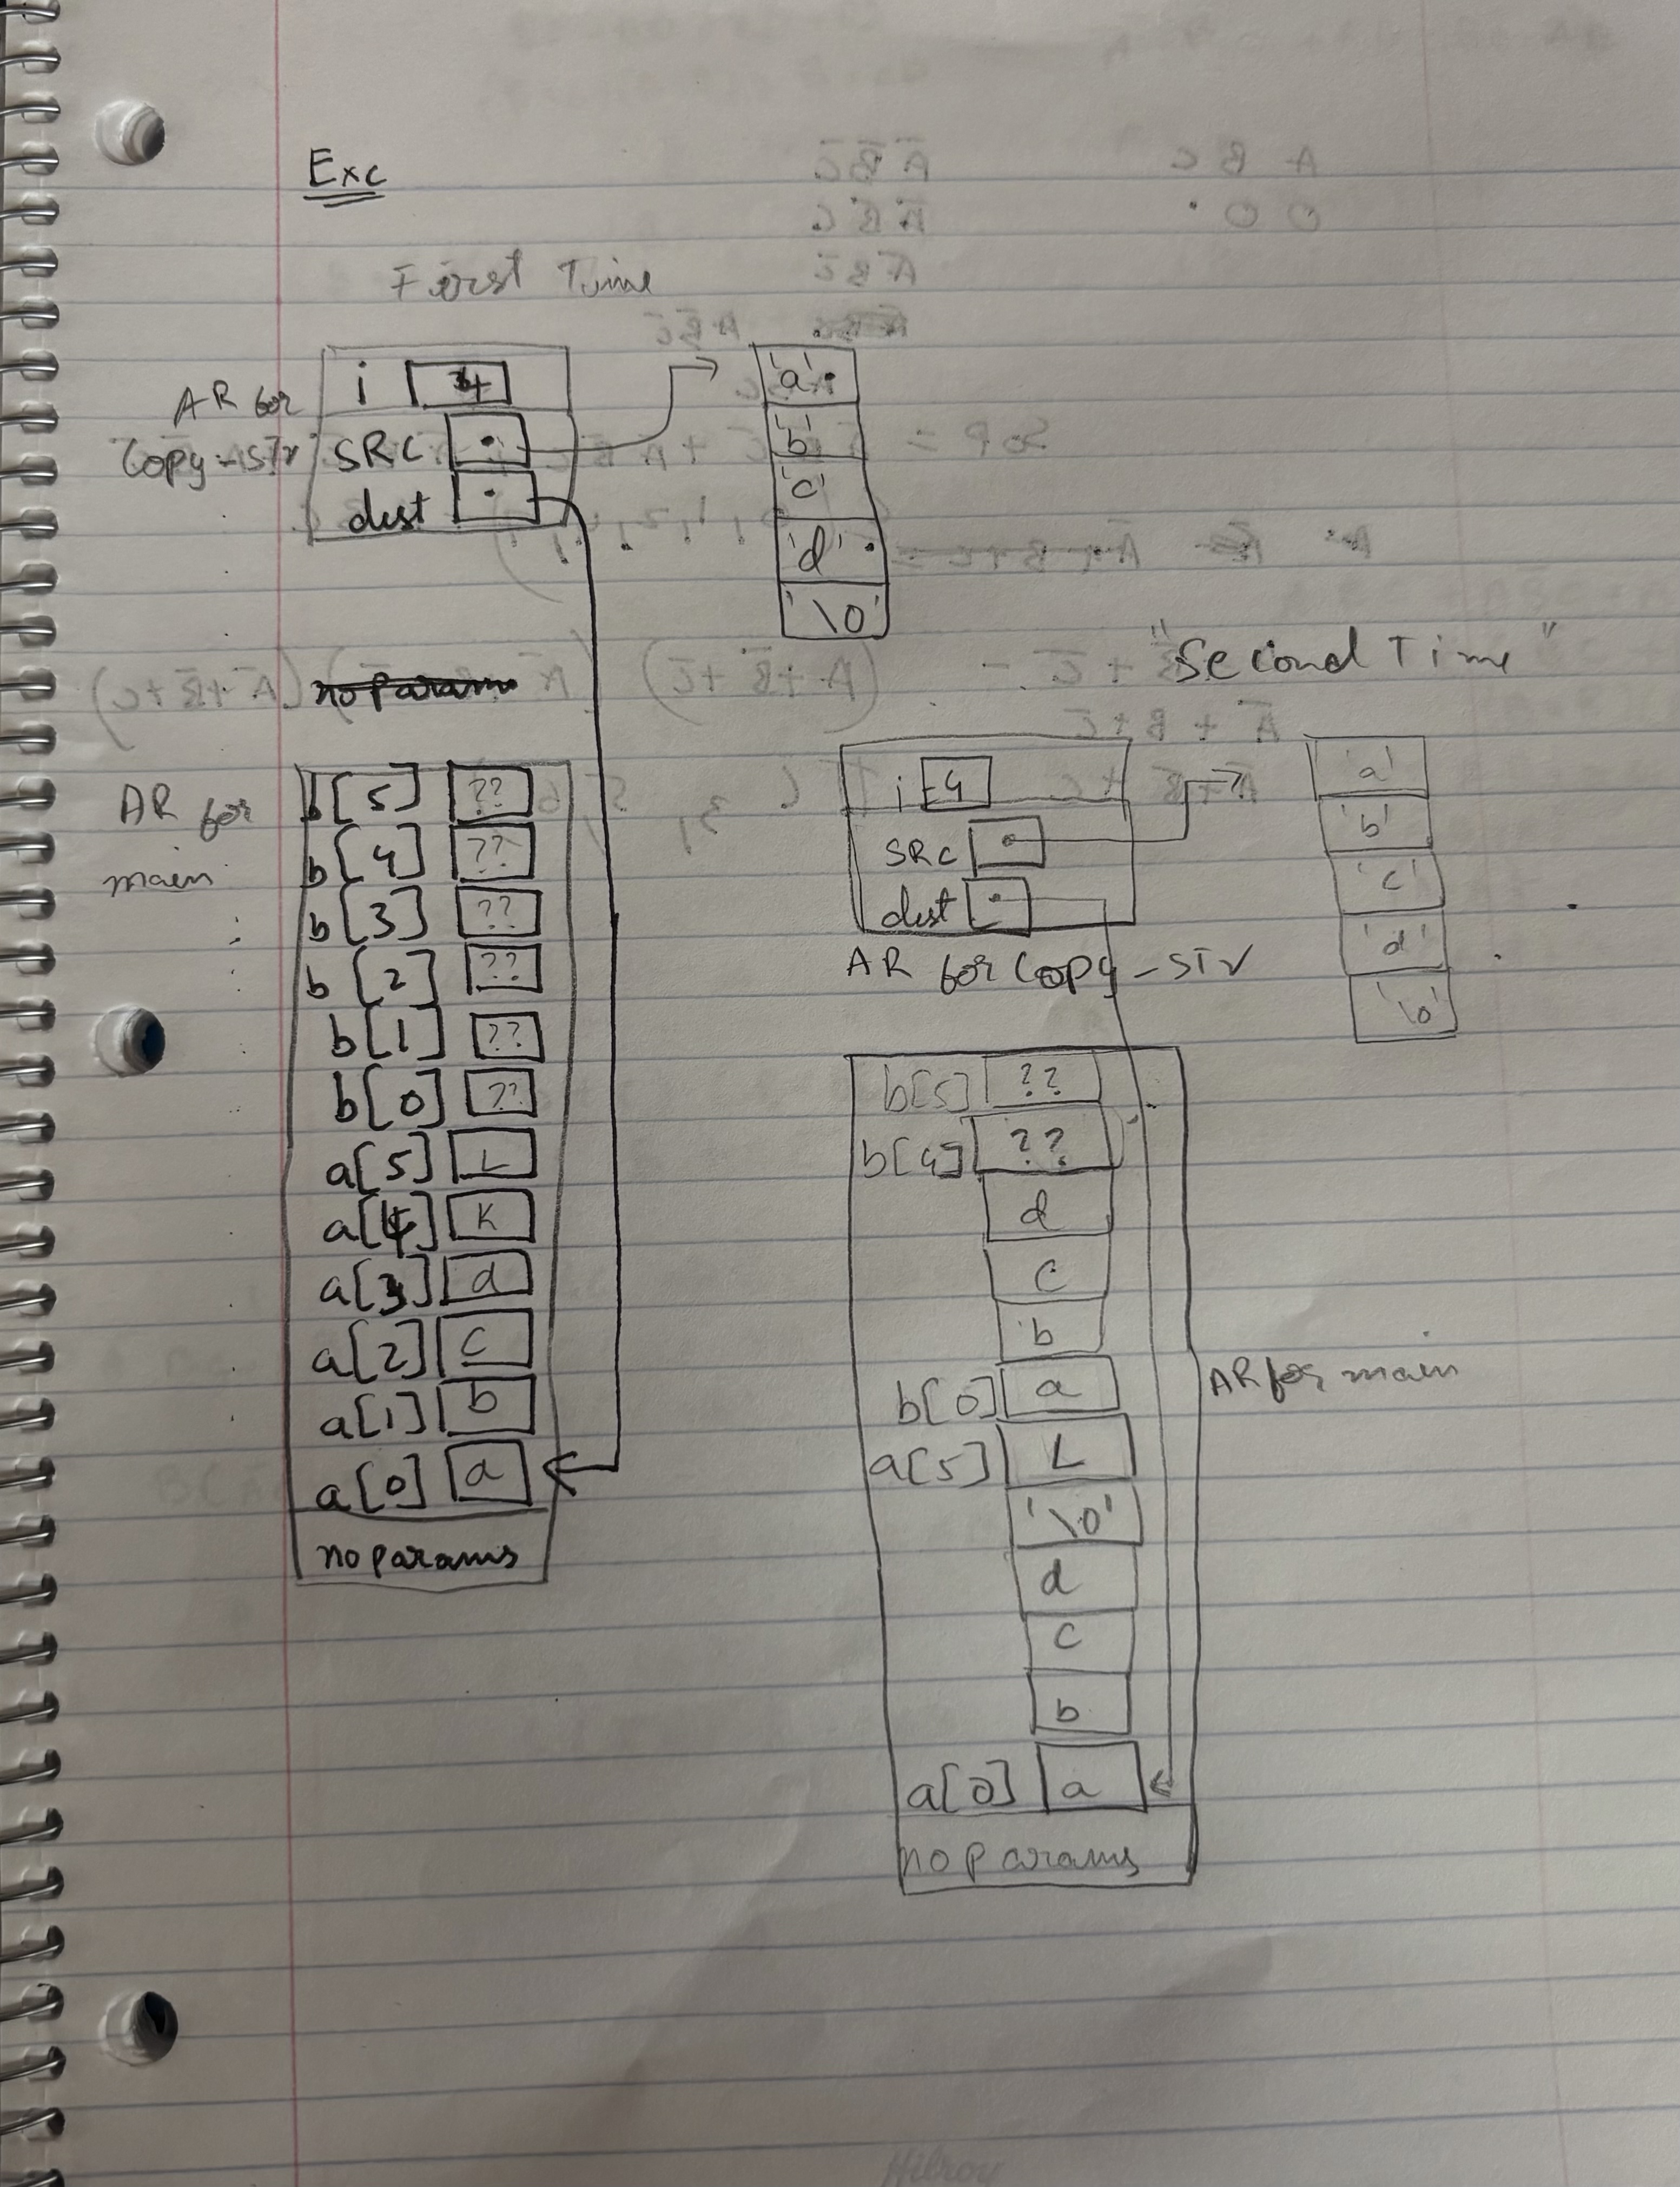 Exc
First Time
AR for
Copy-str
i 4
SRC
dest
'a'
'b'
'c'
'd'
'\0'
no params
AR for
main
b[5] ??
b[4] ??
b[3] ??
b[2] ??
b[1] ??
b[0] ??
a[5] L
a[4] K
a[3] d
a[2] c
a[1] b
a[0] a
no params
"Second Time"
i 4
SRC
dest
AR for Copy-str
'a'
'b'
'c'
'd'
'\0'
b[5] ??
b[4] ??
d
c
b
b[0] a
a[5] L
'\0'
d
c
b
a[0] a
no params
AR for main
Hilroy